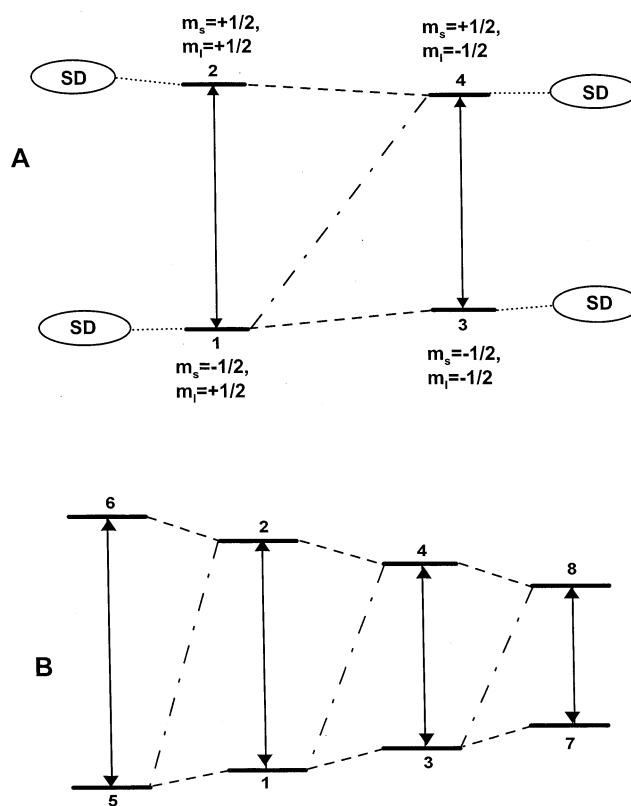 m_s=+1/2,
m_I=+1/2
2
m_s=+1/2,
m_I=-1/2
4
SD
SD
A
SD
SD
1
m_s=-1/2,
m_I=+1/2
3
m_s=-1/2,
m_I=-1/2
6
2
4
8
B
5
1
3
7